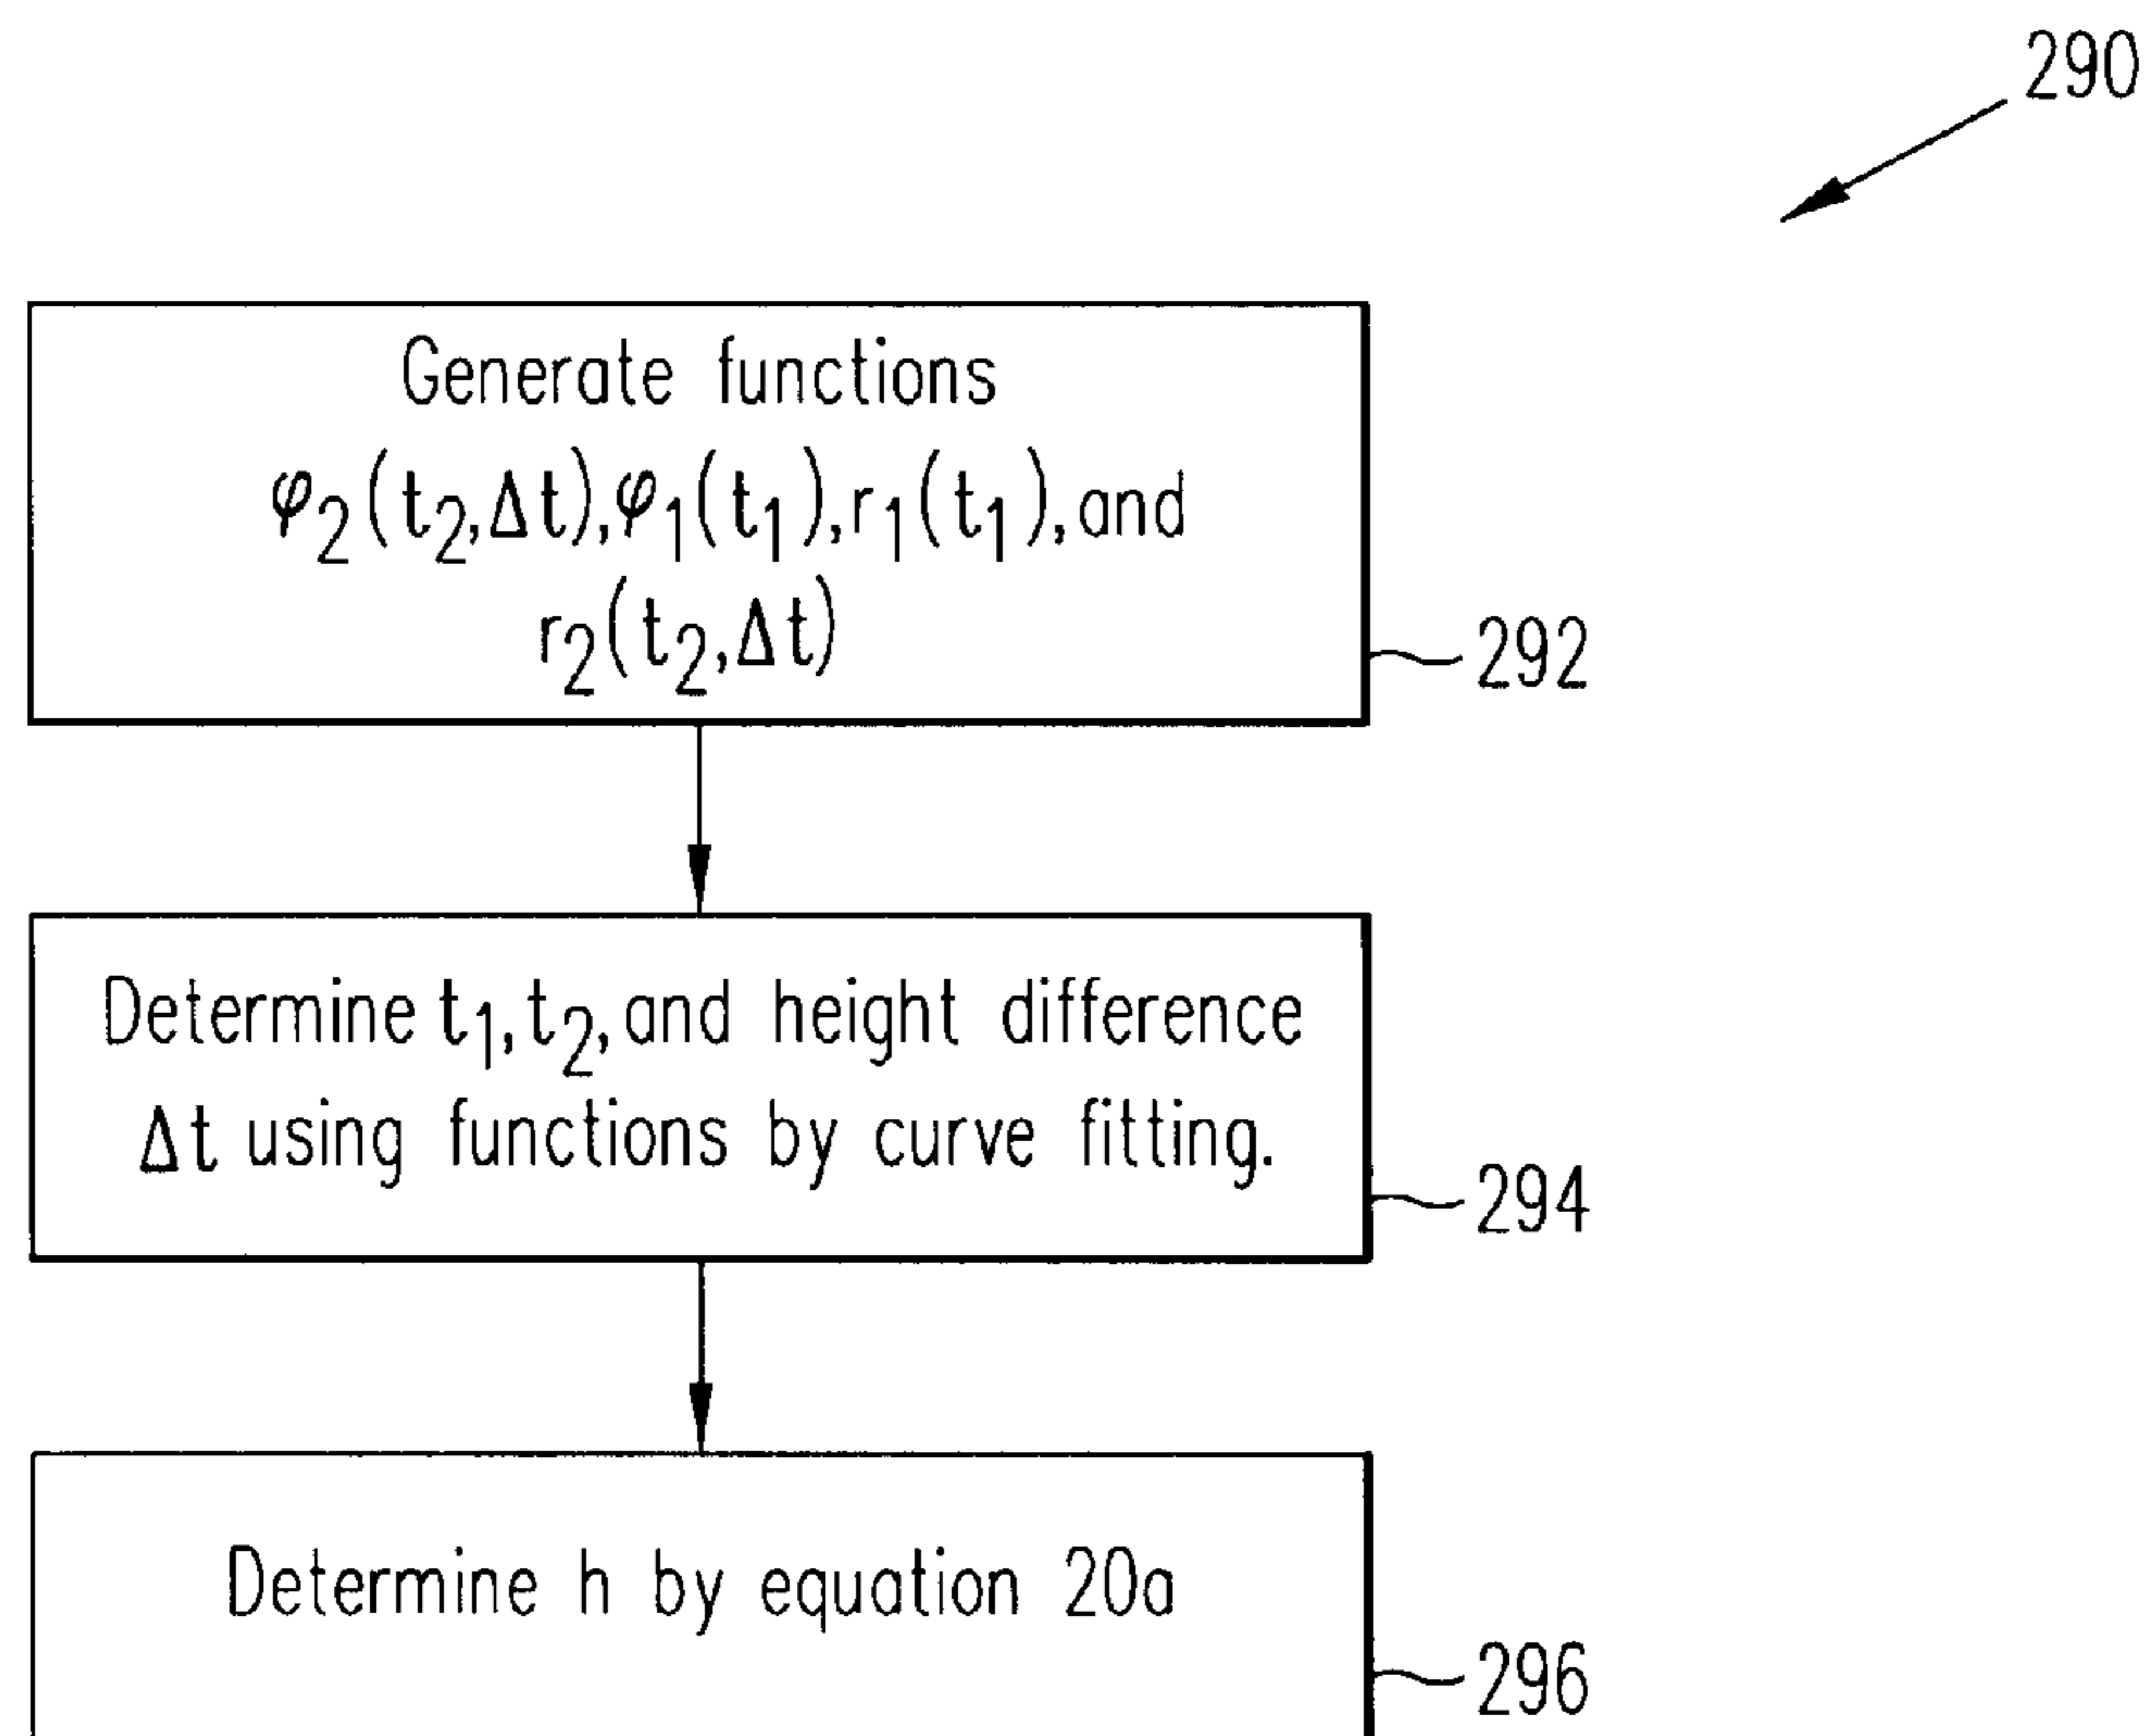 290
Generate functions
φ2(t2,Δt),φ1(t1),r1(t1),and
r2(t2,Δt)
292
Determine t1,t2,and height difference
Δt using functions by curve fitting.
294
Determine h by equation 20a
296